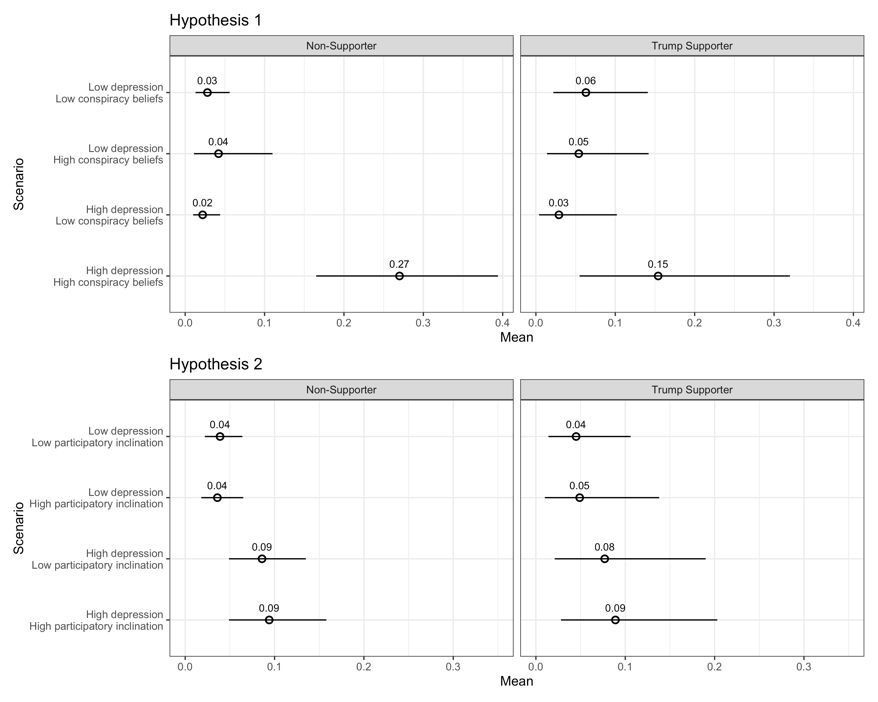 Hypothesis 1
Non-Supporter
Trump Supporter
Scenario
Low depression
Low conspiracy beliefs
0.03
0.06
Low depression
High conspiracy beliefs
0.04
0.05
High depression
Low conspiracy beliefs
0.02
0.03
High depression
High conspiracy beliefs
0.27
0.15
0.0 0.1 0.2 0.3 0.4
0.0 0.1 0.2 0.3 0.4
Mean
Hypothesis 2
Non-Supporter
Trump Supporter
Scenario
Low depression
Low participatory inclination
0.04
0.04
Low depression
High participatory inclination
0.04
0.05
High depression
Low participatory inclination
0.09
0.08
High depression
High participatory inclination
0.09
0.09
0.0 0.1 0.2 0.3
0.0 0.1 0.2 0.3
Mean